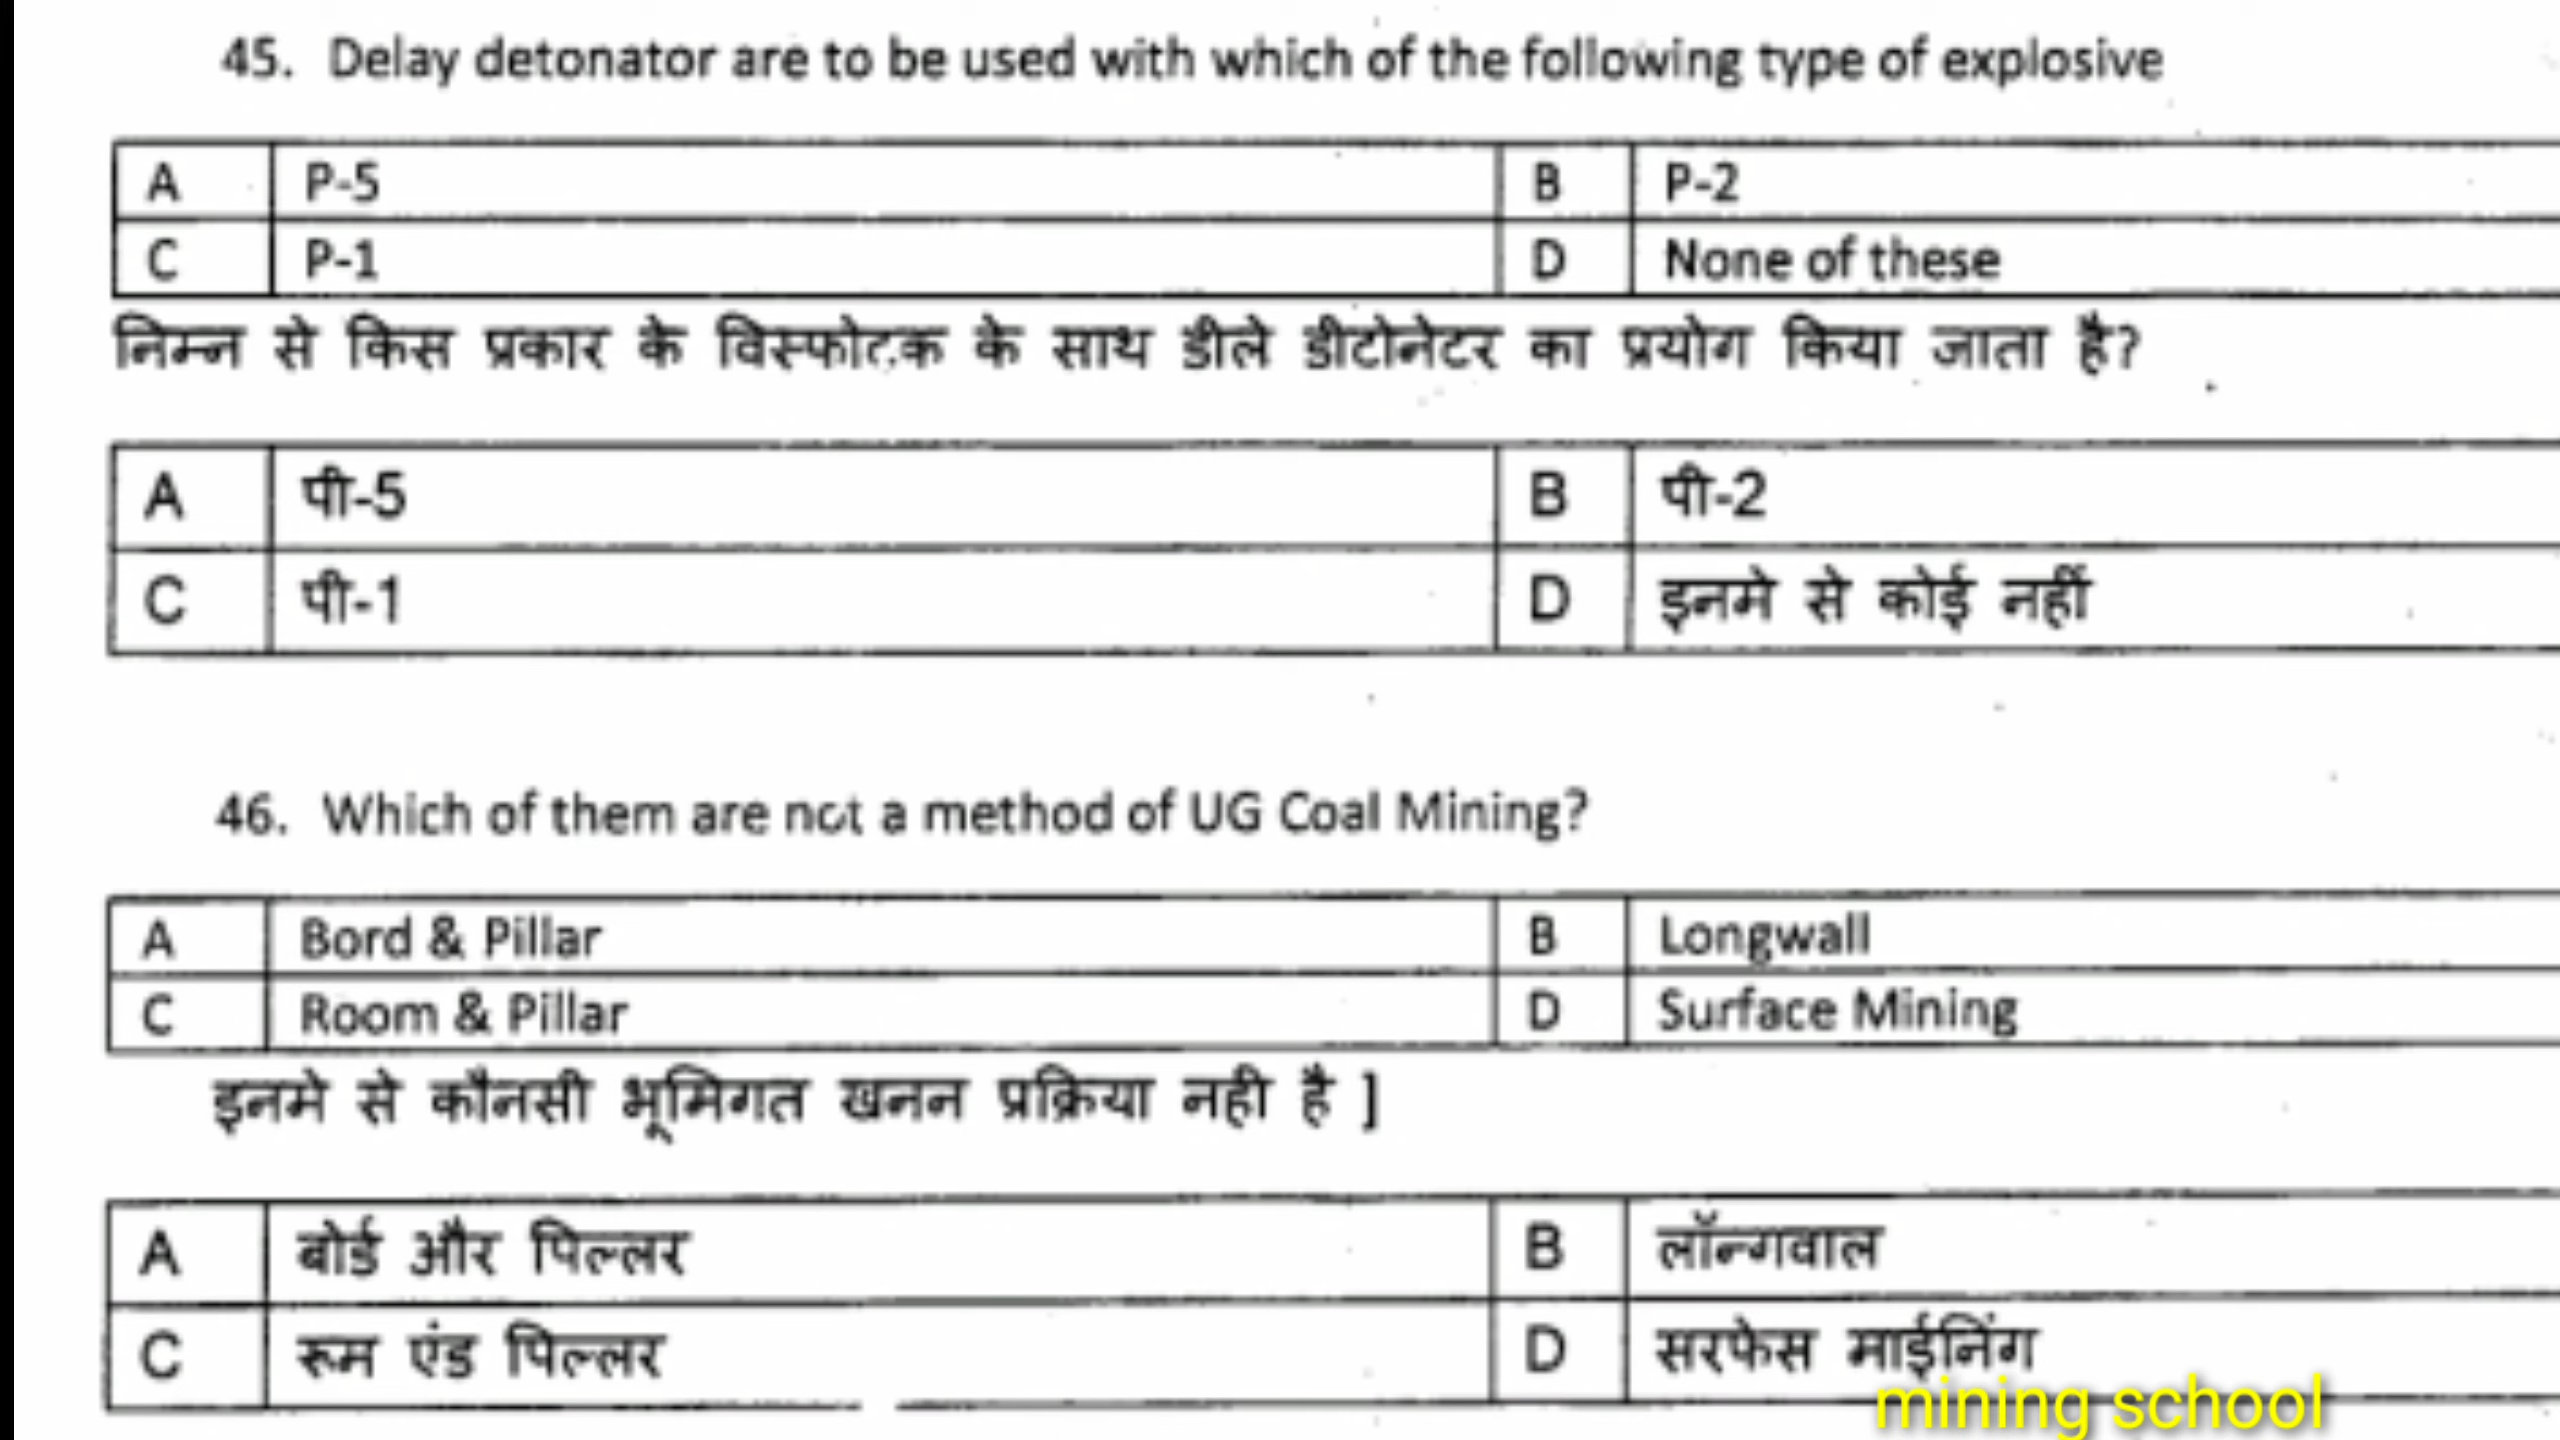 45. Delay detonator are to be used with which of the following type of explosive
A P-5 B P-2
C P-1 D None of these
निम्न से किस प्रकार के विस्फोटक के साथ डीले डीटोनेटर का प्रयोग किया जाता है?
A पी-5 B पी-2
C पी-1 D इनमे से कोई नहीं
46. Which of them are not a method of UG Coal Mining?
A Bord & Pillar B Longwall
C Room & Pillar D Surface Mining
इनमे से कौनसी भूमिगत खनन प्रक्रिया नही है ]
A बोर्ड और पिल्लर B लॉन्गवाल
C रूम एंड पिल्लर D सरफेस माईनिंग
mining school